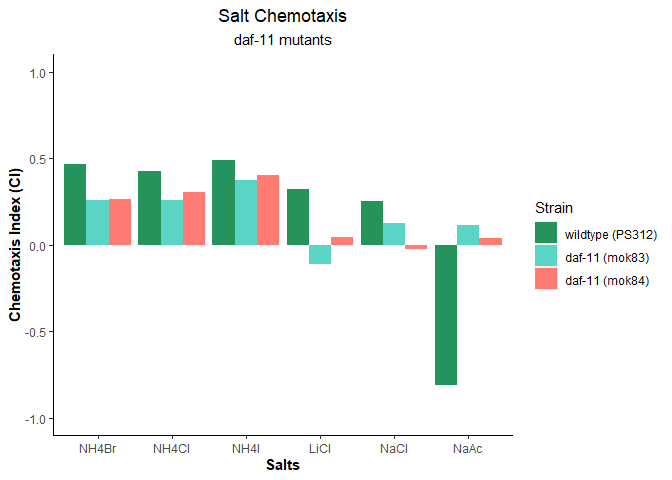 Salt Chemotaxis
daf-11 mutants
Chemotaxis Index (CI)
1.0
0.5
0.0
-0.5
-1.0
NH4Br NH4Cl NH4I LiCl NaCl NaAc
Salts
Strain
wildtype (PS312)
daf-11 (mok83)
daf-11 (mok84)